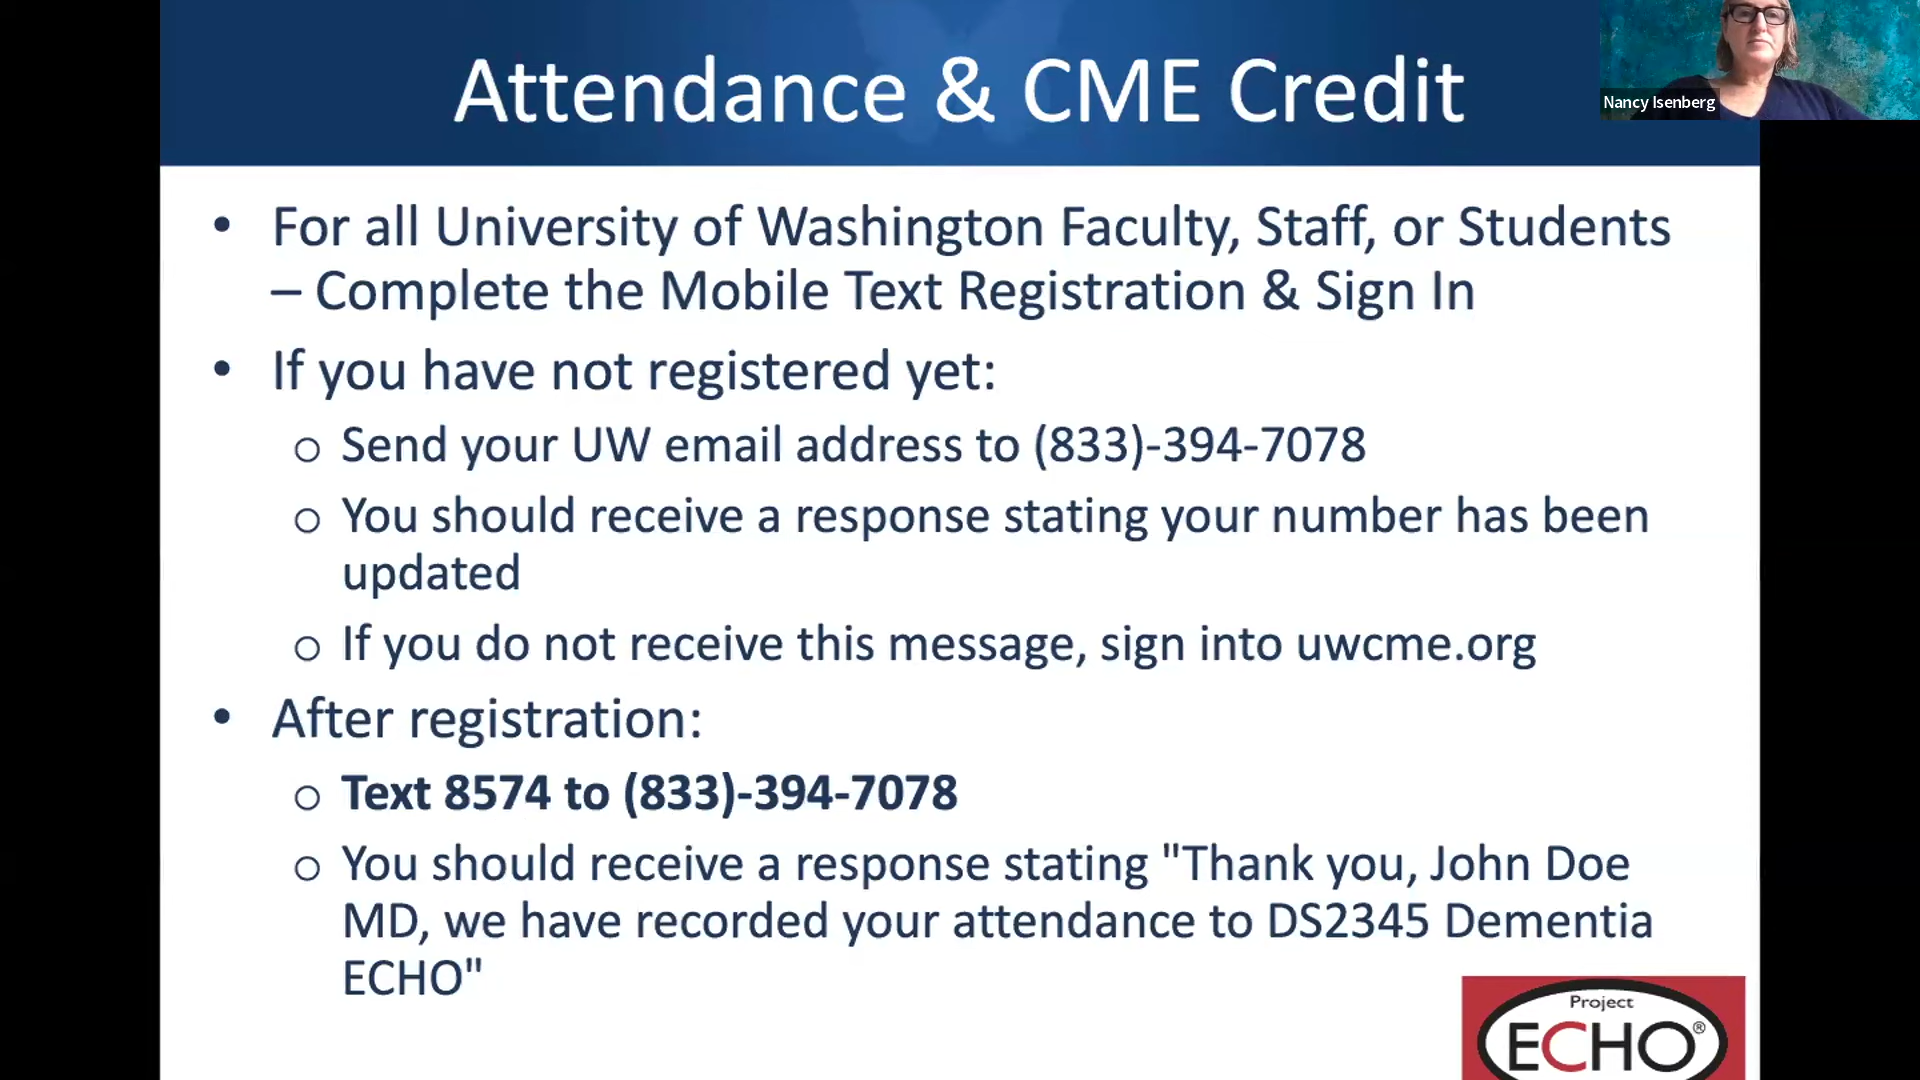 Attendance & CME Credit
Nancy Isenberg
• For all University of Washington Faculty, Staff, or Students
– Complete the Mobile Text Registration & Sign In
• If you have not registered yet:
o Send your UW email address to (833)-394-7078
o You should receive a response stating your number has been
updated
o If you do not receive this message, sign into uwcme.org
• After registration:
o Text 8574 to (833)-394-7078
o You should receive a response stating "Thank you, John Doe
MD, we have recorded your attendance to DS2345 Dementia
ECHO"
Project
ECHO®